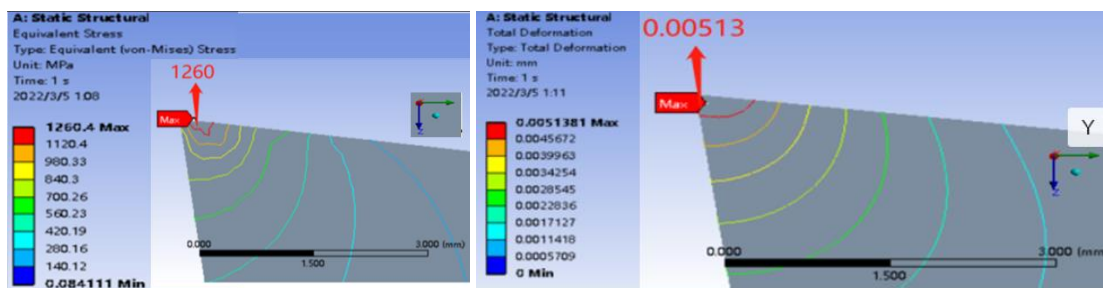 A: Static Structural
Equivalent Stress
Type: Equivalent (von-Mises) Stress
Unit: MPa
Time: 1 s
2022/3/5 1:08
1260
Max
1260.4 Max
1120.4
980.33
840.3
700.26
560.23
420.19
280.16
140.12
0.084111 Min
Z
0.000
3.000 (mm)
1.500
A: Static Structural
Total Deformation
Type: Total Deformation
Unit: mm
Time: 1 s
2022/3/5 1:11
0.00513
Max
0.0051381 Max
0.0045672
0.0039963
0.0034254
0.0028545
0.0022836
0.0017127
0.0011418
0.0005709
0 Min
Y
Z
0.000
3.000 (mm)
1.500